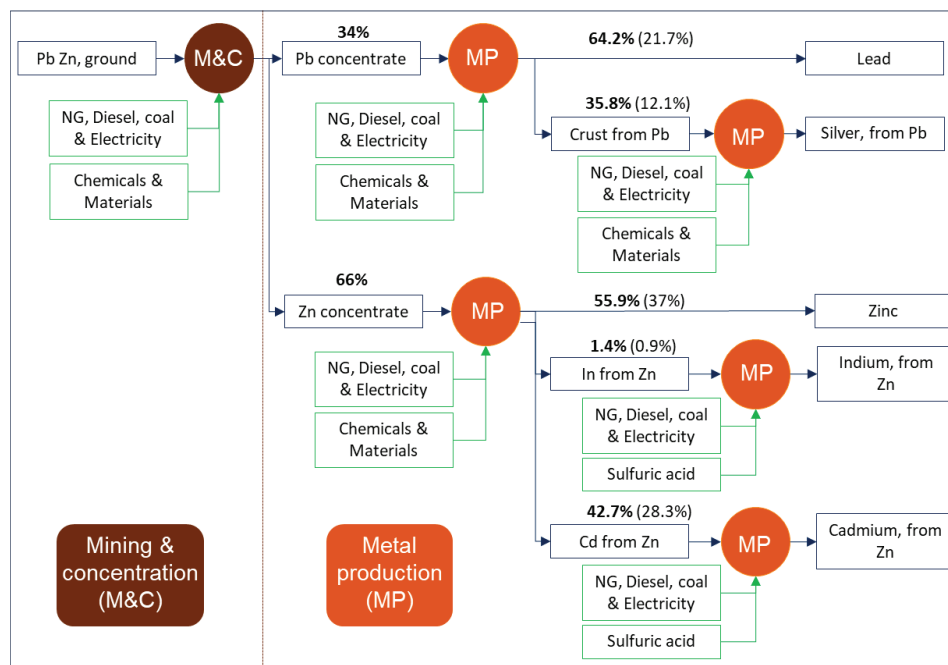 Pb Zn, ground
M&C
NG, Diesel, coal
& Electricity
Chemicals &
Materials
34%
Pb concentrate
MP
NG, Diesel, coal
& Electricity
Chemicals &
Materials
64.2% (21.7%)
Lead
35.8% (12.1%)
Crust from Pb
MP
Silver, from Pb
NG, Diesel, coal
& Electricity
Chemicals &
Materials
66%
Zn concentrate
MP
NG, Diesel, coal
& Electricity
Chemicals &
Materials
55.9% (37%)
Zinc
1.4% (0.9%)
In from Zn
MP
Indium, from
Zn
NG, Diesel, coal
& Electricity
Sulfuric acid
42.7% (28.3%)
Cd from Zn
MP
Cadmium, from
Zn
NG, Diesel, coal
& Electricity
Sulfuric acid
Mining &
concentration
(M&C)
Metal
production
(MP)